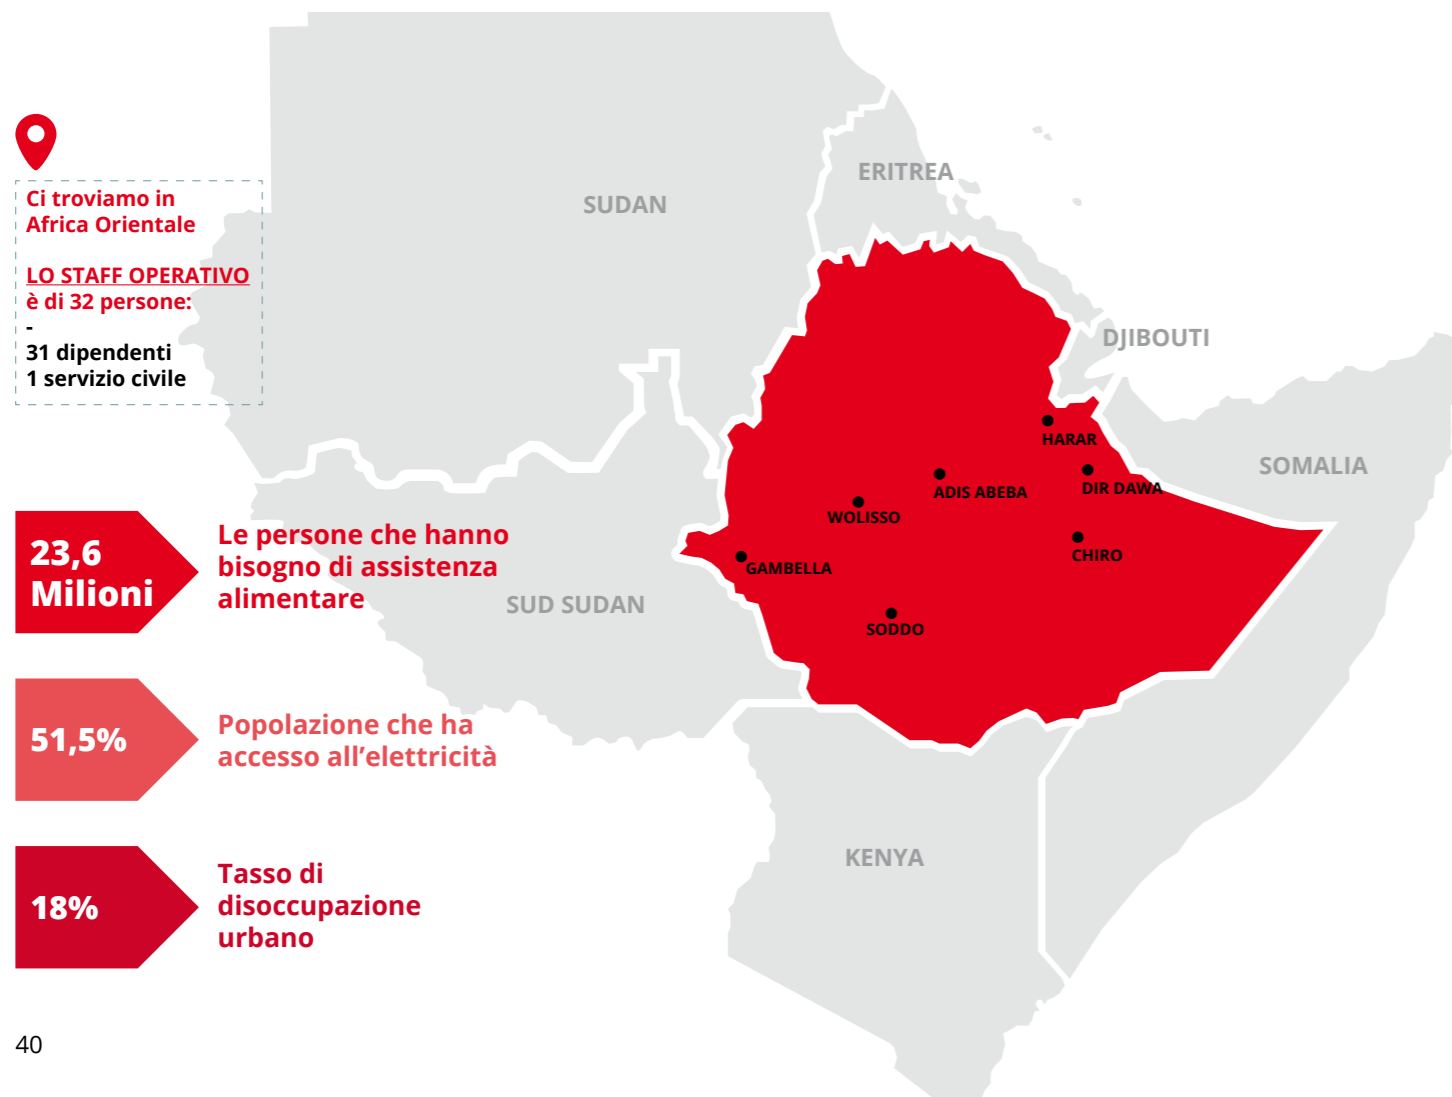 Ci troviamo in
Africa Orientale
LO STAFF OPERATIVO
è di 32 persone:
-
31 dipendenti
1 servizio civile
23,6
Milioni
Le persone che hanno
bisogno di assistenza
alimentare
51,5%
Popolazione che ha
accesso all'elettricità
18%
Tasso di
disoccupazione
urbano
SUDAN
ERITREA
DJIBOUTI
SOMALIA
SUD SUDAN
KENYA
HARAR
DIR DAWA
ADIS ABEBA
WOLISSO
CHIRO
GAMBELLA
SODDO
40